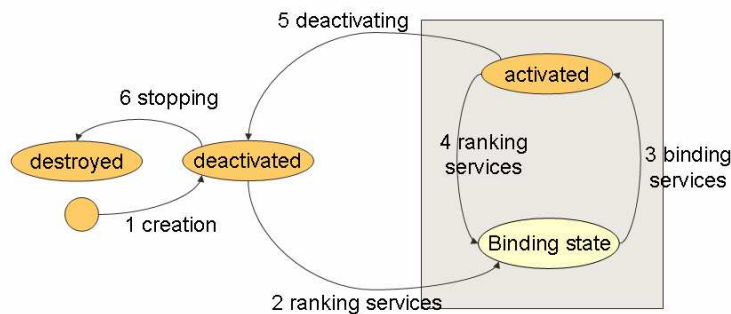 5 deactivating
activated
6 stopping
4 ranking
services
3 binding
services
destroyed
deactivated
1 creation
Binding state
2 ranking services